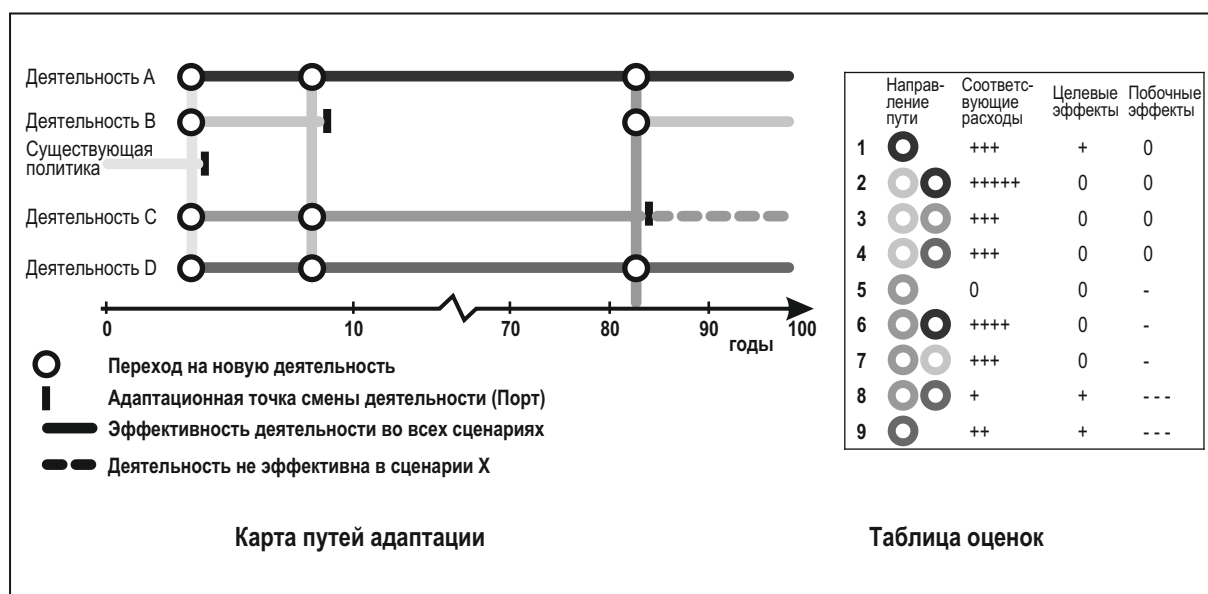 Деятельность A
Деятельность B
Существующая
политика
Деятельность C
Деятельность D
0
10
70
80
90
100
годы
Переход на новую деятельность
Адаптационная точка смены деятельности (Порт)
Эффективность деятельности во всех сценариях
Деятельность не эффективна в сценарии X
Карта путей адаптации
Направ-
ление
пути
Соответс-
вующие
расходы
Целевые
эффекты
Побочные
эффекты
1 +++ + 0
2 +++++ 0 0
3 +++ 0 0
4 +++ 0 0
5 0 0 -
6 ++++ 0 -
7 +++ 0 -
8 + + - - -
9 ++ + - - -
Таблица оценок